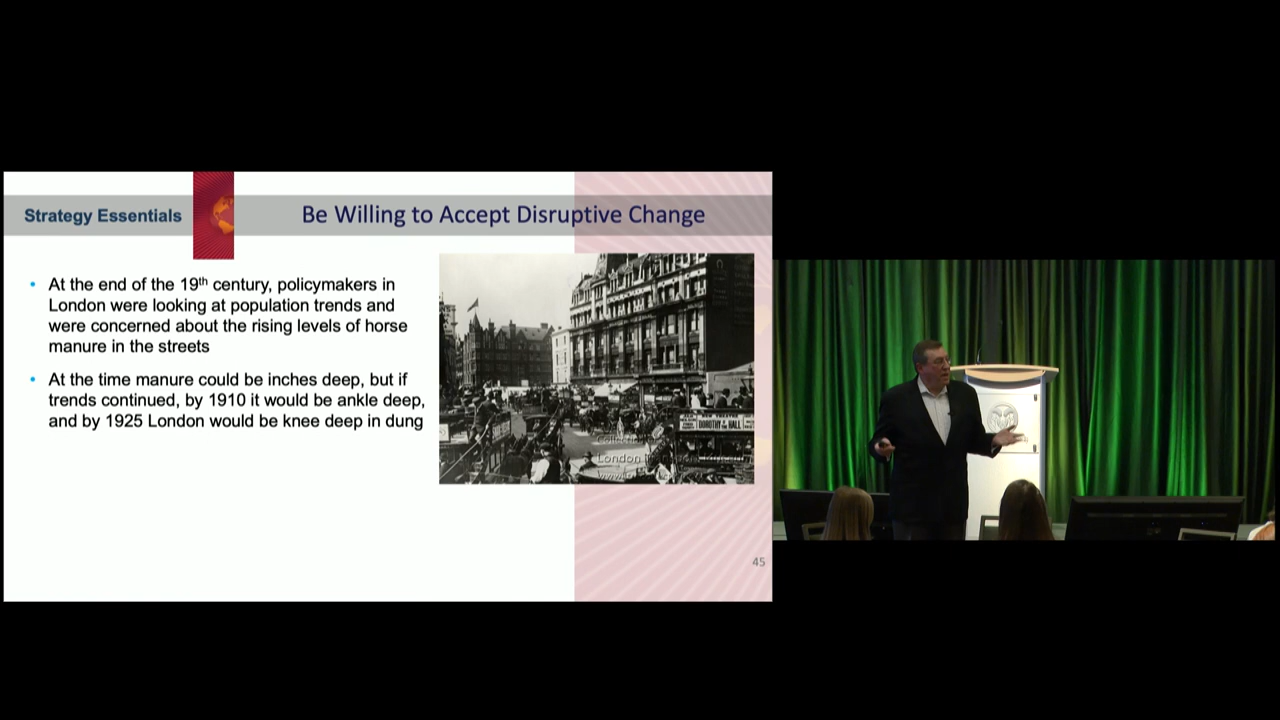 Strategy Essentials
Be Willing to Accept Disruptive Change
• At the end of the 19th century, policymakers in
London were looking at population trends and
were concerned about the rising levels of horse
manure in the streets
• At the time manure could be inches deep, but if
trends continued, by 1910 it would be ankle deep,
and by 1925 London would be knee deep in dung
DOROTHY
HALL
London
45